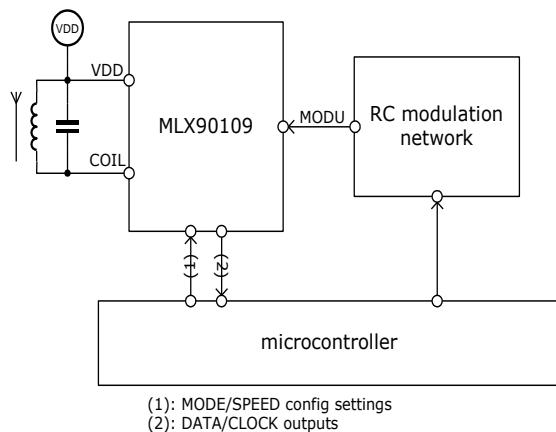 VDD
VDD
MLX90109
MODU
RC modulation
network
COIL
(1)
(2)
microcontroller
(1): MODE/SPEED config settings
(2): DATA/CLOCK outputs